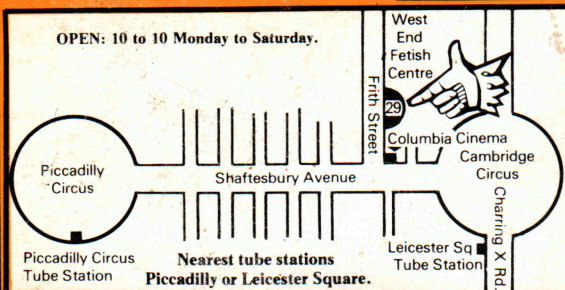 OPEN: 10 to 10 Monday to Saturday.
West
End
Fetish
Centre
Frith Street
29
Columbia Cinema
Cambridge
Circus
Piccadilly
Circus
Shaftesbury Avenue
Charring X Rd.
Piccadilly Circus
Tube Station
Nearest tube stations
Piccadilly or Leicester Square.
Leicester Sq
Tube Station